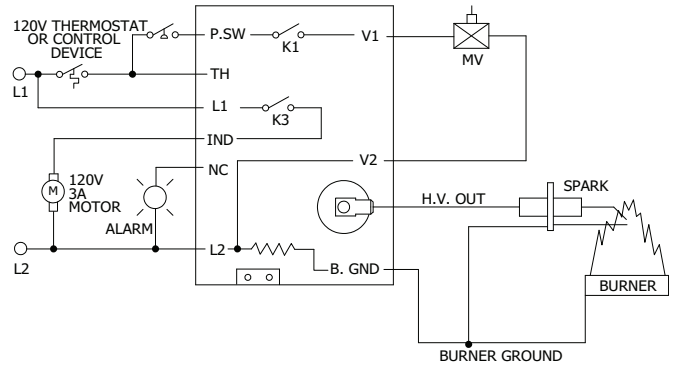 120V THERMOSTAT
OR CONTROL
DEVICE
P.SW
K1
V1
MV
TH
L1
L1
K3
IND
NC
V2
M
120V
3A
MOTOR
ALARM
H.V. OUT
SPARK
L2
L2
B. GND
BURNER
BURNER GROUND